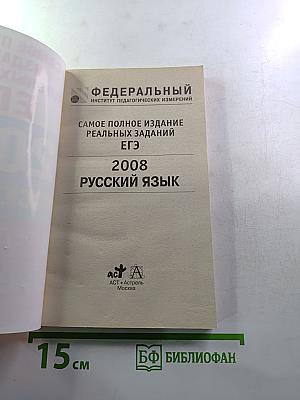 ФЕДЕРАЛЬНЫЙ
ИНСТИТУТ ПЕДАГОГИЧЕСКИХ ИЗМЕРЕНИЙ
САМОЕ ПОЛНОЕ ИЗДАНИЕ
РЕАЛЬНЫХ ЗАДАНИЙ
ЕГЭ
2008
РУССКИЙ ЯЗЫК
АСТ • Астрель
Москва
15 см
БФ БИБЛИОФАН